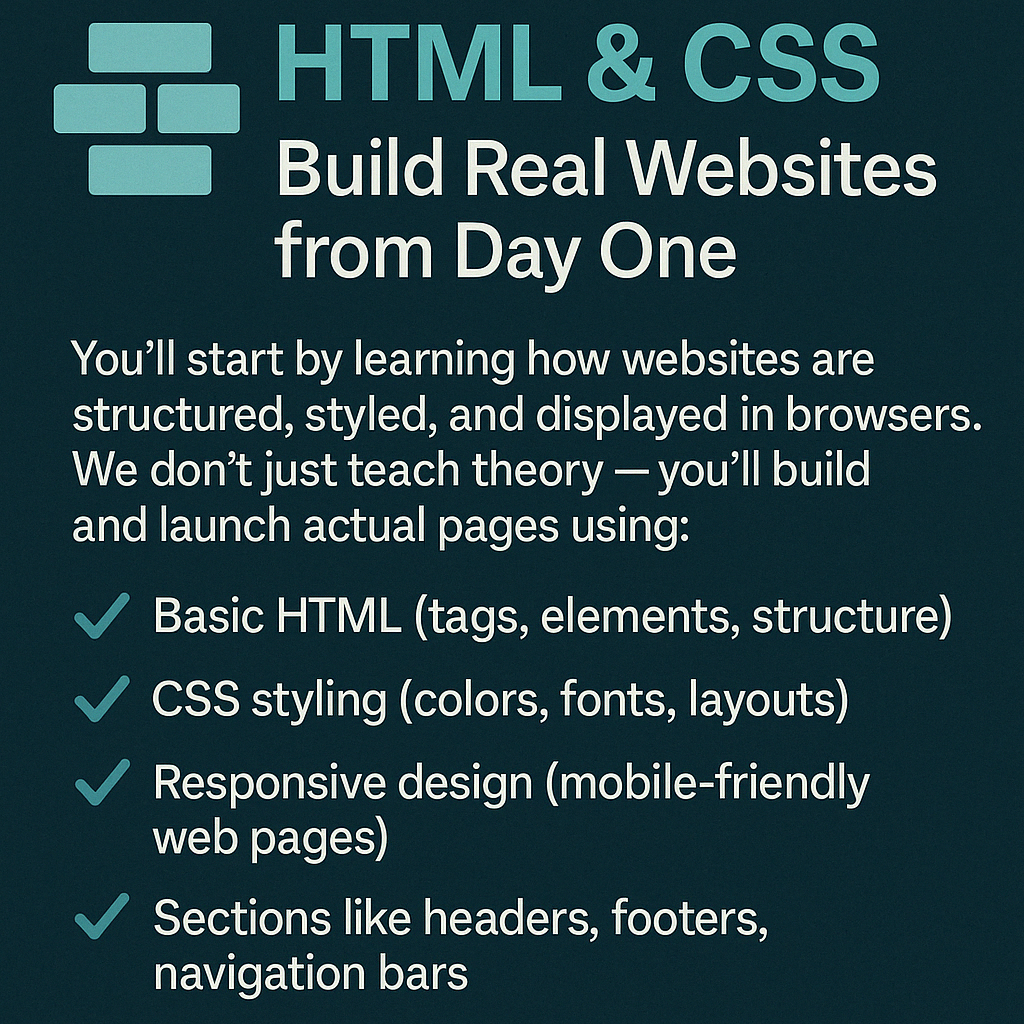 HTML & CSS
Build Real Websites
from Day One
You’ll start by learning how websites are
structured, styled, and displayed in browsers.
We don’t just teach theory — you’ll build
and launch actual pages using:
Basic HTML (tags, elements, structure)
CSS styling (colors, fonts, layouts)
Responsive design (mobile-friendly
web pages)
Sections like headers, footers,
navigation bars